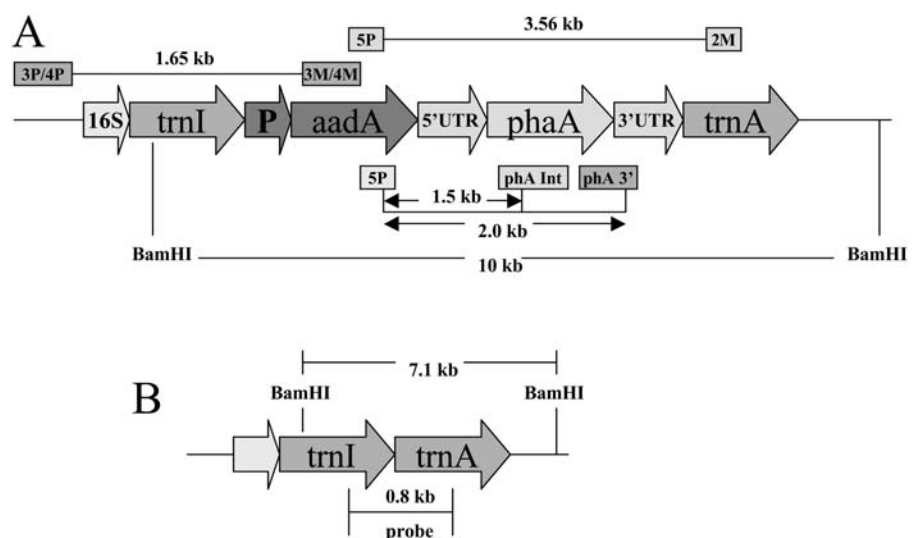 A
5P
3.56 kb
2M
3P/4P
1.65 kb
3M/4M
16S
trnI
P
aadA
5'UTR
phaA
3'UTR
trnA
5P
phA Int
phA 3'
1.5 kb
2.0 kb
BamHI
10 kb
BamHI
B
7.1 kb
BamHI
BamHI
trnI
trnA
0.8 kb
probe